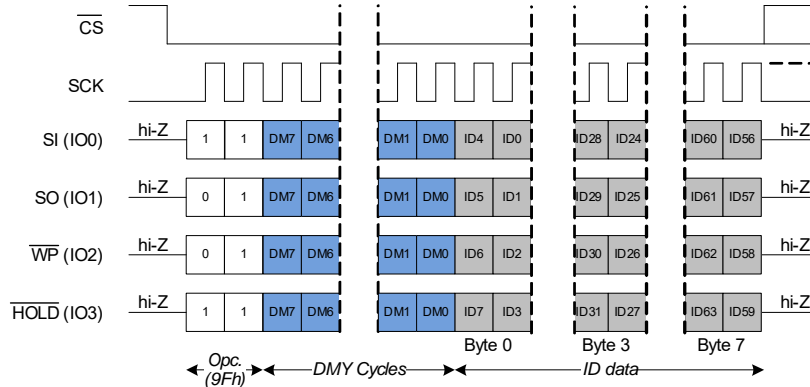 CS
SCK
hi-Z 1 1 DM7 DM6 DM1 DM0 ID4 ID0 ID28 ID24 ID60 ID56 hi-Z
SI (IO0)
hi-Z 0 1 DM7 DM6 DM1 DM0 ID5 ID1 ID29 ID25 ID61 ID57 hi-Z
SO (IO1)
hi-Z 0 1 DM7 DM6 DM1 DM0 ID6 ID2 ID30 ID26 ID62 ID58 hi-Z
WP (IO2)
hi-Z 1 1 DM7 DM6 DM1 DM0 ID7 ID3 ID31 ID27 ID63 ID59 hi-Z
HOLD (IO3)
Byte 0 Byte 3 Byte 7
Opc.
(9Fh) DMY Cycles ID data